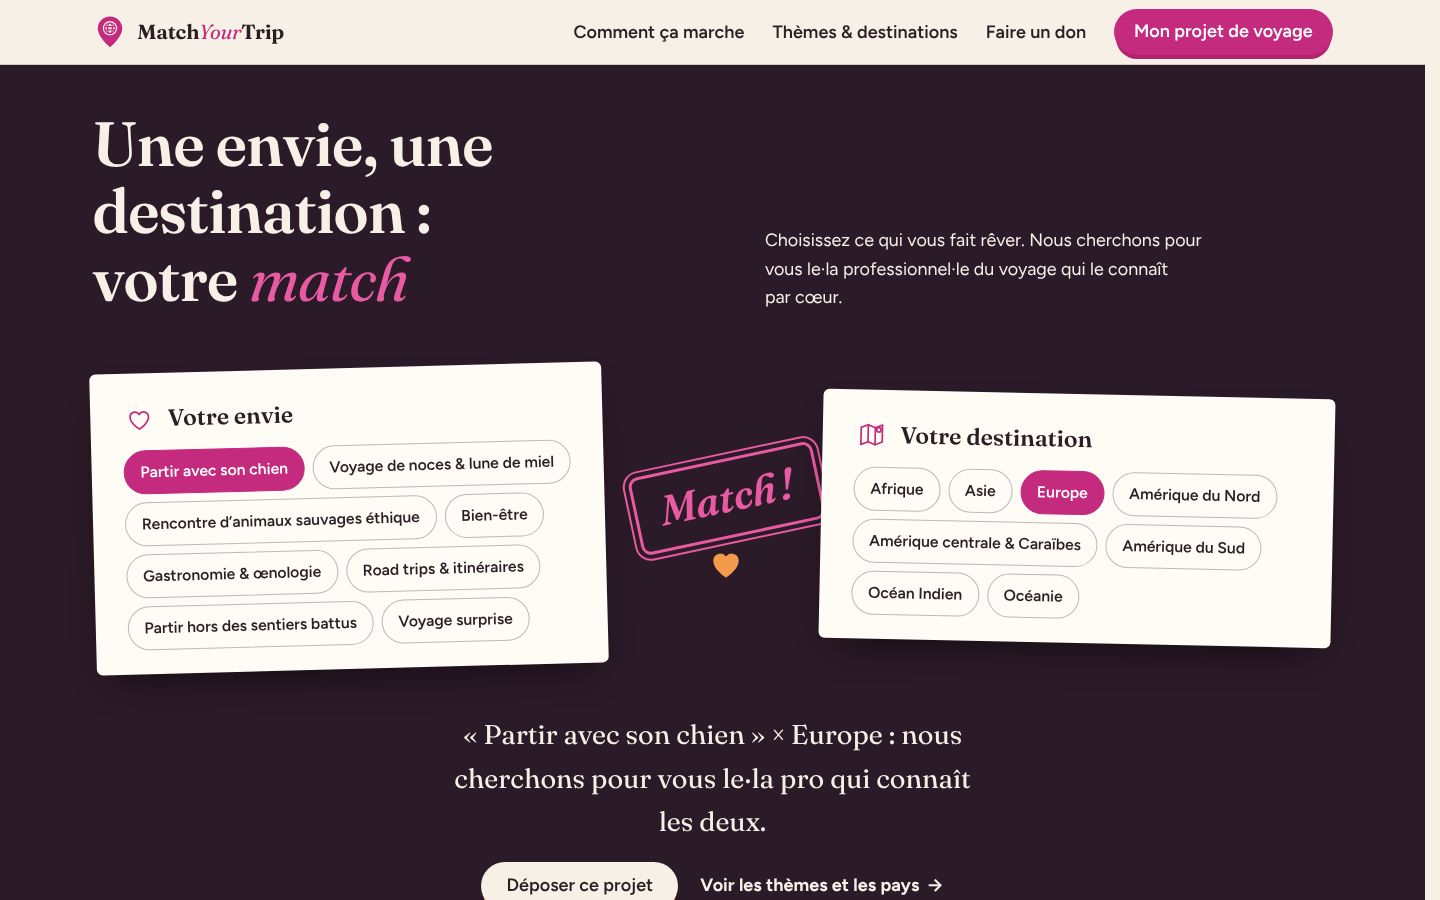 MatchYourTrip
Comment ça marche
Thèmes & destinations
Faire un don
Mon projet de voyage
Une envie, une
destination :
votre match
Choisissez ce qui vous fait rêver. Nous cherchons pour
vous le·la professionnel·le du voyage qui le connaît
par cœur.
Votre envie
Partir avec son chien
Voyage de noces & lune de miel
Rencontre d’animaux sauvages éthique
Bien-être
Gastronomie & œnologie
Road trips & itinéraires
Partir hors des sentiers battus
Voyage surprise
Match!
Votre destination
Afrique
Asie
Europe
Amérique du Nord
Amérique centrale & Caraïbes
Amérique du Sud
Océan Indien
Océanie
« Partir avec son chien » × Europe : nous
cherchons pour vous le·la pro qui connaît
les deux.
Déposer ce projet
Voir les thèmes et les pays →